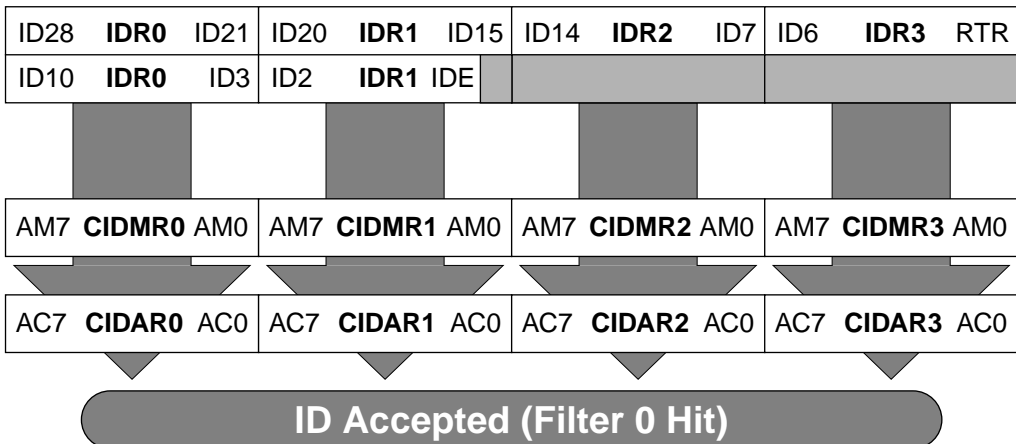 ID28 IDR0 ID21 ID20 IDR1 ID15 ID14 IDR2 ID7 ID6 IDR3 RTR
ID10 IDR0 ID3 ID2 IDR1 IDE
AM7 CIDMR0 AM0 AM7 CIDMR1 AM0 AM7 CIDMR2 AM0 AM7 CIDMR3 AM0
AC7 CIDAR0 AC0 AC7 CIDAR1 AC0 AC7 CIDAR2 AC0 AC7 CIDAR3 AC0
ID Accepted (Filter 0 Hit)